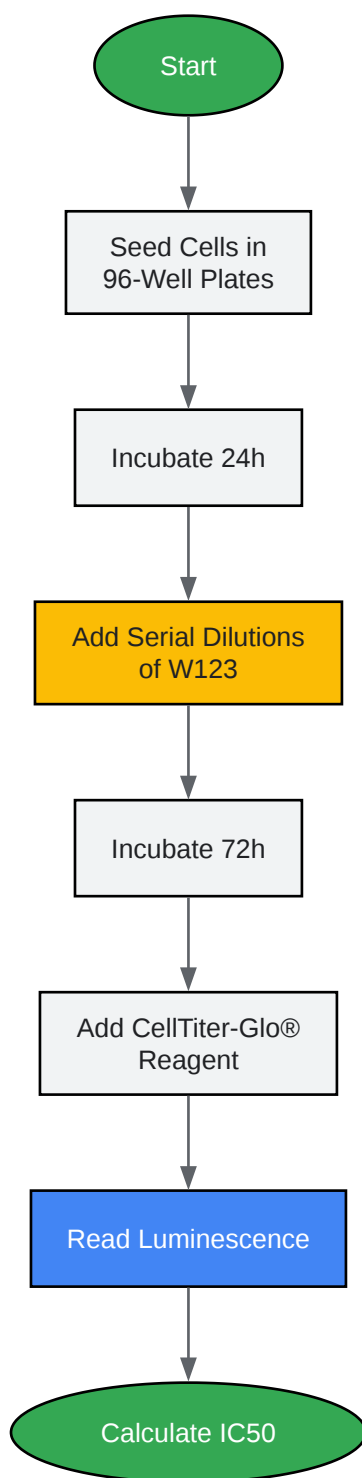 Start
Seed Cells in
96-Well Plates
Incubate 24h
Add Serial Dilutions
of W123
Incubate 72h
Add CellTiter-Glo®
Reagent
Read Luminescence
Calculate IC50